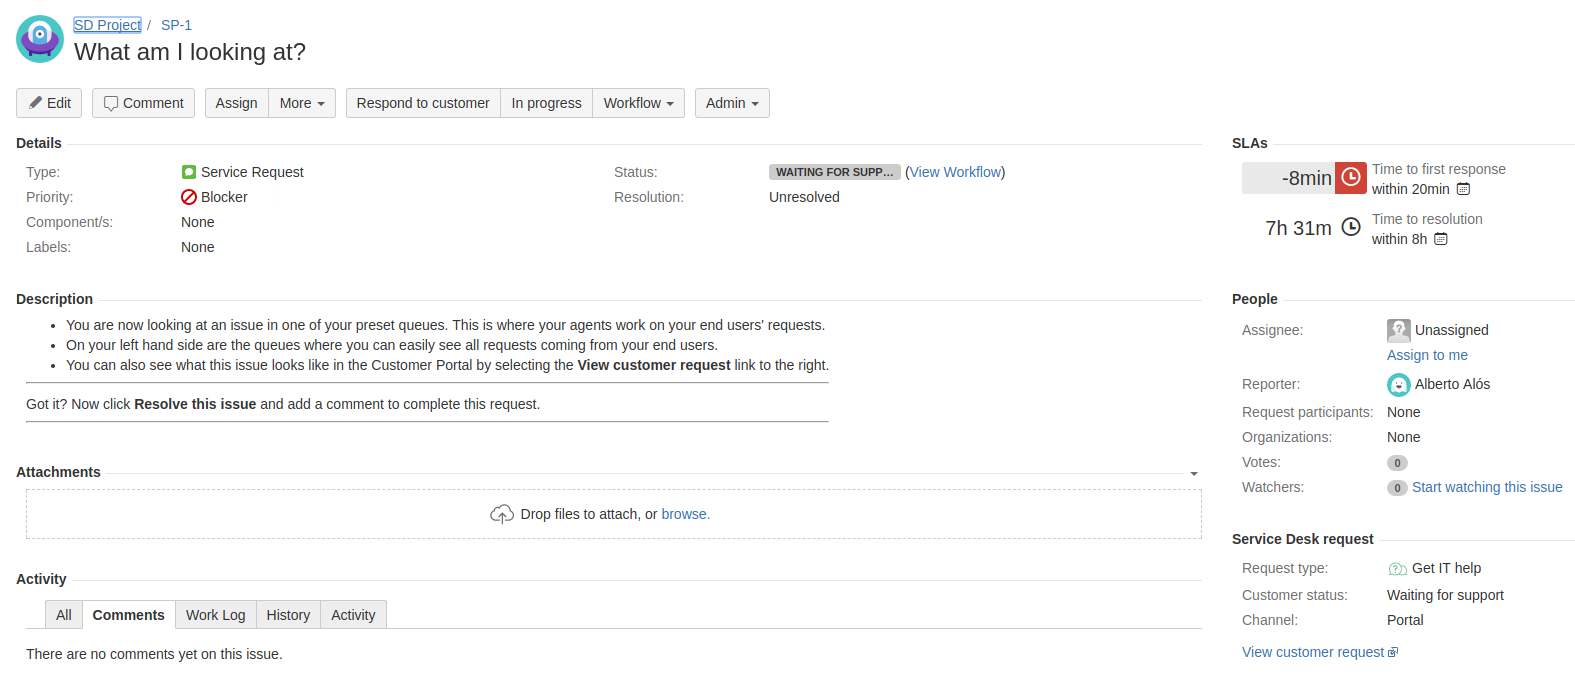 SD Project / SP-1
What am I looking at?
Edit Comment Assign More Respond to customer In progress Workflow Admin
Details
Type: Service Request
Priority: Blocker
Component/s: None
Labels: None
Status: WAITING FOR SUPP... (View Workflow)
Resolution: Unresolved
Description
• You are now looking at an issue in one of your preset queues. This is where your agents work on your end users' requests.
• On your left hand side are the queues where you can easily see all requests coming from your end users.
• You can also see what this issue looks like in the Customer Portal by selecting the View customer request link to the right.
Got it? Now click Resolve this issue and add a comment to complete this request.
Attachments
Drop files to attach, or browse.
Activity
All Comments Work Log History Activity
There are no comments yet on this issue.
SLAs
-8min Time to first response
within 20min
7h 31m Time to resolution
within 8h
People
Assignee: Unassigned
Assign to me
Reporter: Alberto Alós
Request participants: None
Organizations: None
Votes: 0
Watchers: 0 Start watching this issue
Service Desk request
Request type: Get IT help
Customer status: Waiting for support
Channel: Portal
View customer request